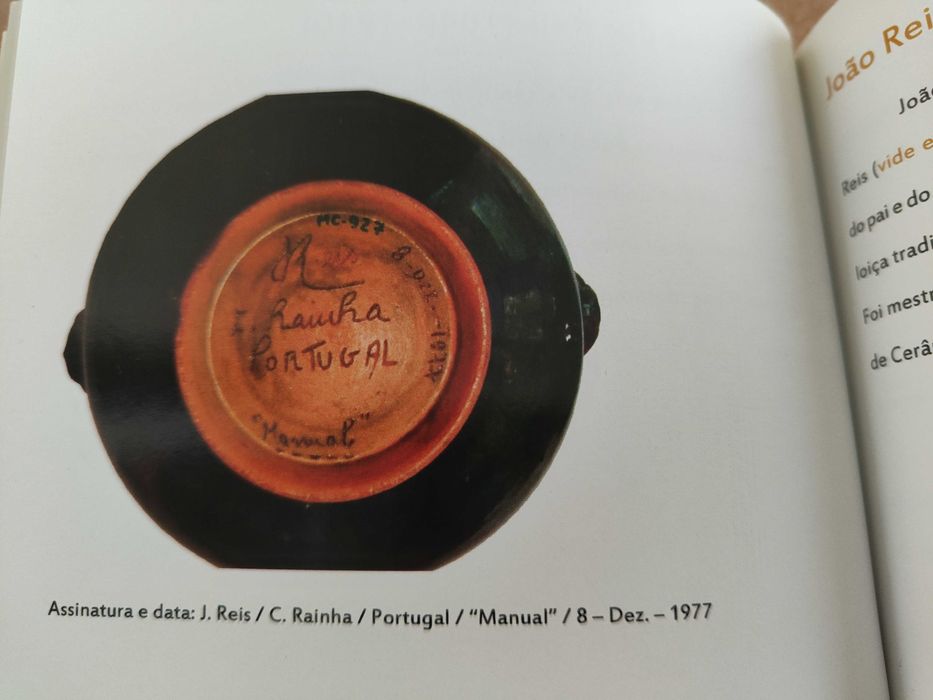 MC-927
JReis
8-Dez.-1977
C. Rainha
PORTUGAL
"Manual"
Assinatura e data: J. Reis / C. Rainha / Portugal / “Manual” / 8 – Dez. – 1977
João Rei
Joã
Reis (vide e
do pai e do
loiça tradi
Foi mestr
de Cerâ